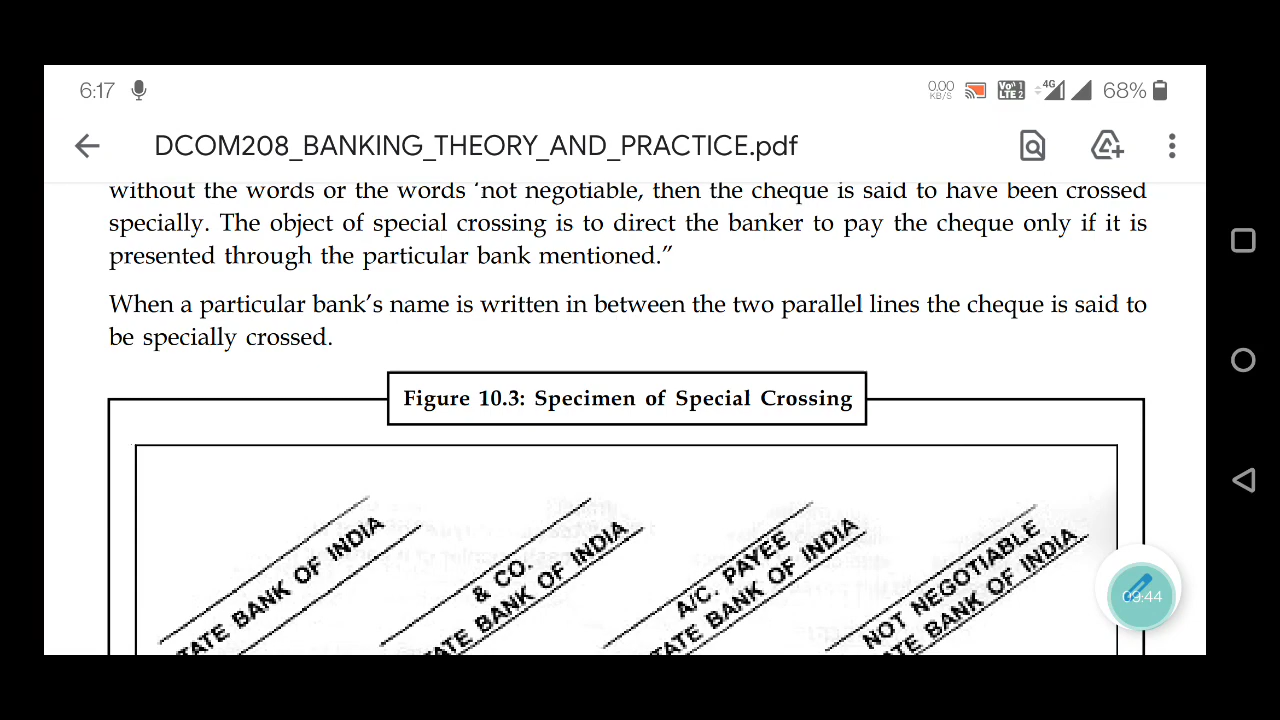 6:17
0.00
KB/S
Vo 1
LTE 2
4G
68%
DCOM208_BANKING_THEORY_AND_PRACTICE.pdf
without the words or the words ‘not negotiable, then the cheque is said to have been crossed
specially. The object of special crossing is to direct the banker to pay the cheque only if it is
presented through the particular bank mentioned.”
When a particular bank’s name is written in between the two parallel lines the cheque is said to
be specially crossed.
Figure 10.3: Specimen of Special Crossing
TATE BANK OF INDIA
& CO.
TATE BANK OF INDIA
A/C. PAYEE
TATE BANK OF INDIA
NOT NEGOTIABLE
TE BANK OF INDIA
09:44